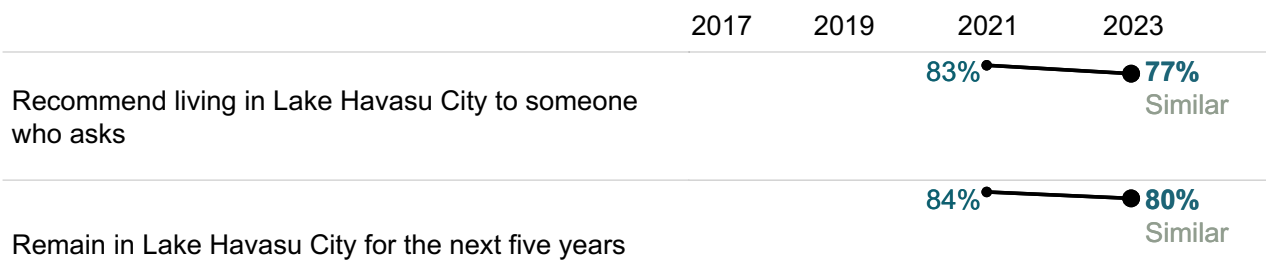 2017 2019 2021 2023
83% 77%
Recommend living in Lake Havasu City to someone
who asks
Similar
84% 80%
Similar
Remain in Lake Havasu City for the next five years